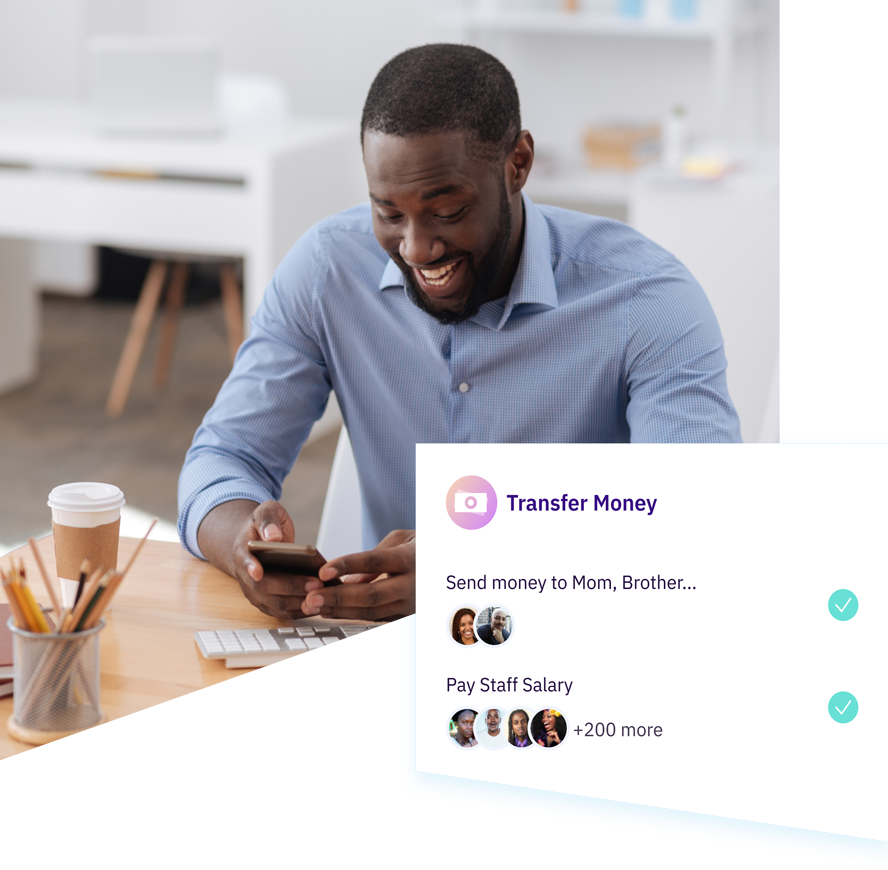 Transfer Money
Send money to Mom, Brother...
Pay Staff Salary
+200 more